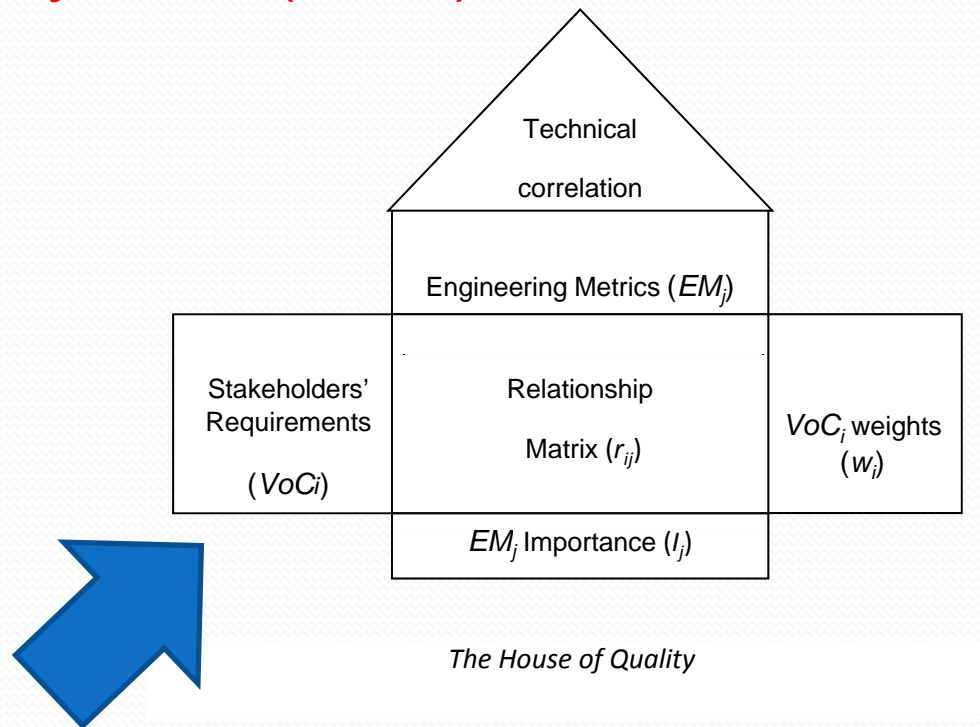 Technical
correlation
Engineering Metrics (EMj)
Stakeholders'
Requirements
(VoCi)
Relationship
Matrix (rij)
VoCi weights
(wi)
EMj Importance (Ij)
The House of Quality